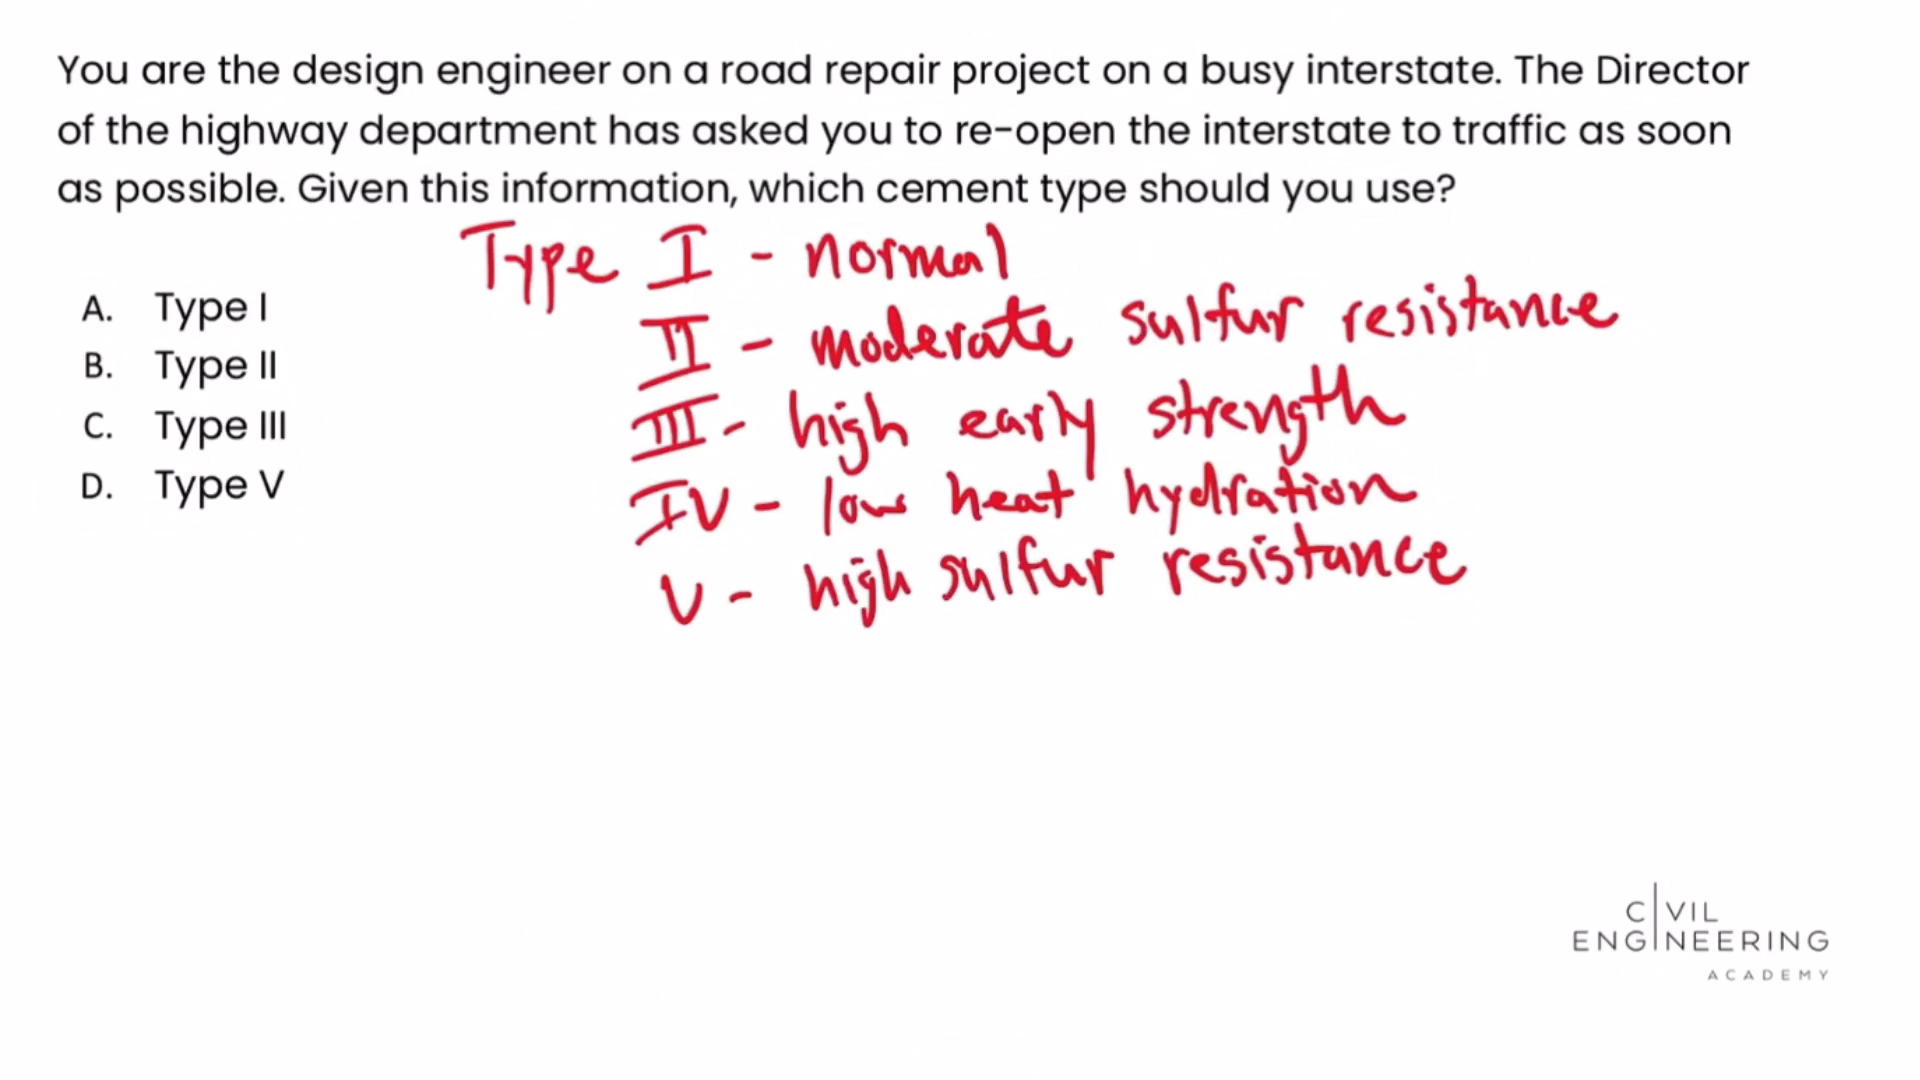 You are the design engineer on a road repair project on a busy interstate. The Director
of the highway department has asked you to re-open the interstate to traffic as soon
as possible. Given this information, which cement type should you use?
Type I - normal
A. Type I
II - moderate sulfur resistance
B. Type II
III - high early strength
C. Type III
IV - low heat hydration
D. Type V
V - high sulfur resistance
CIVIL
ENGINEERING
ACADEMY